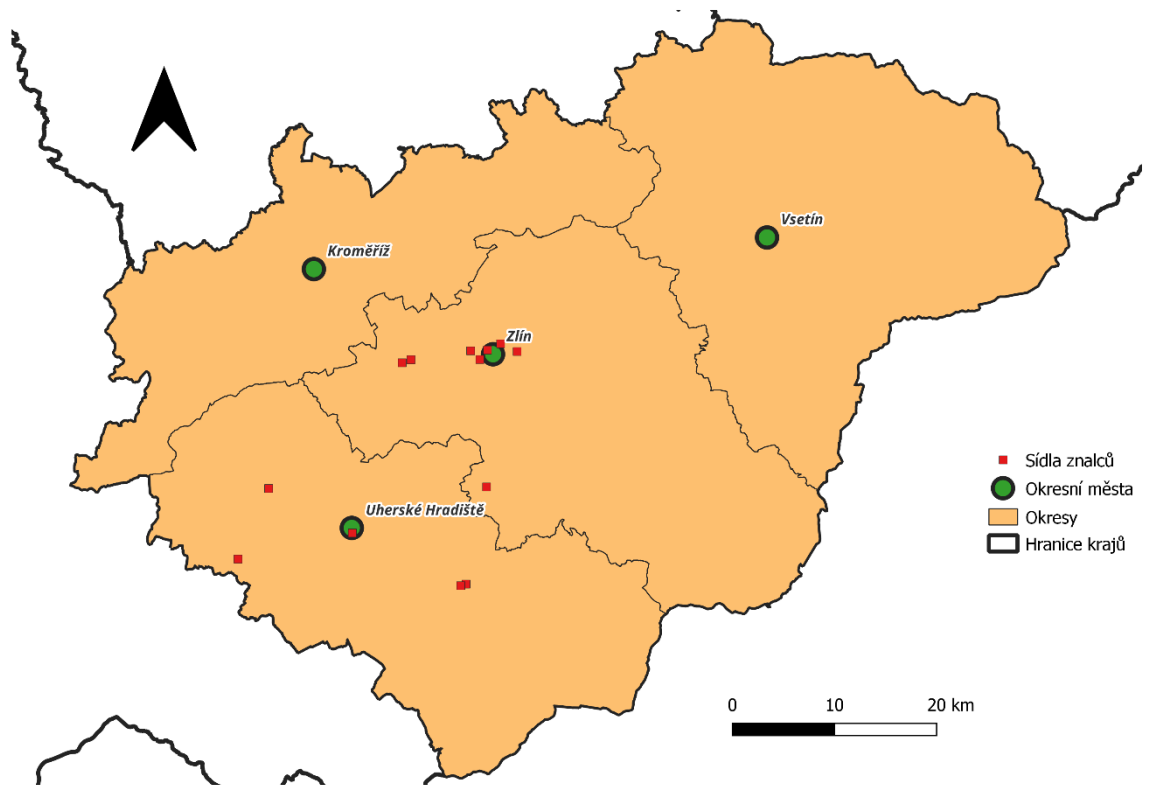 Vsetín
Kroměříž
Zlín
Uherské Hradiště
Sídla znalců
Okresní města
Okresy
Hranice krajů
0 10 20 km